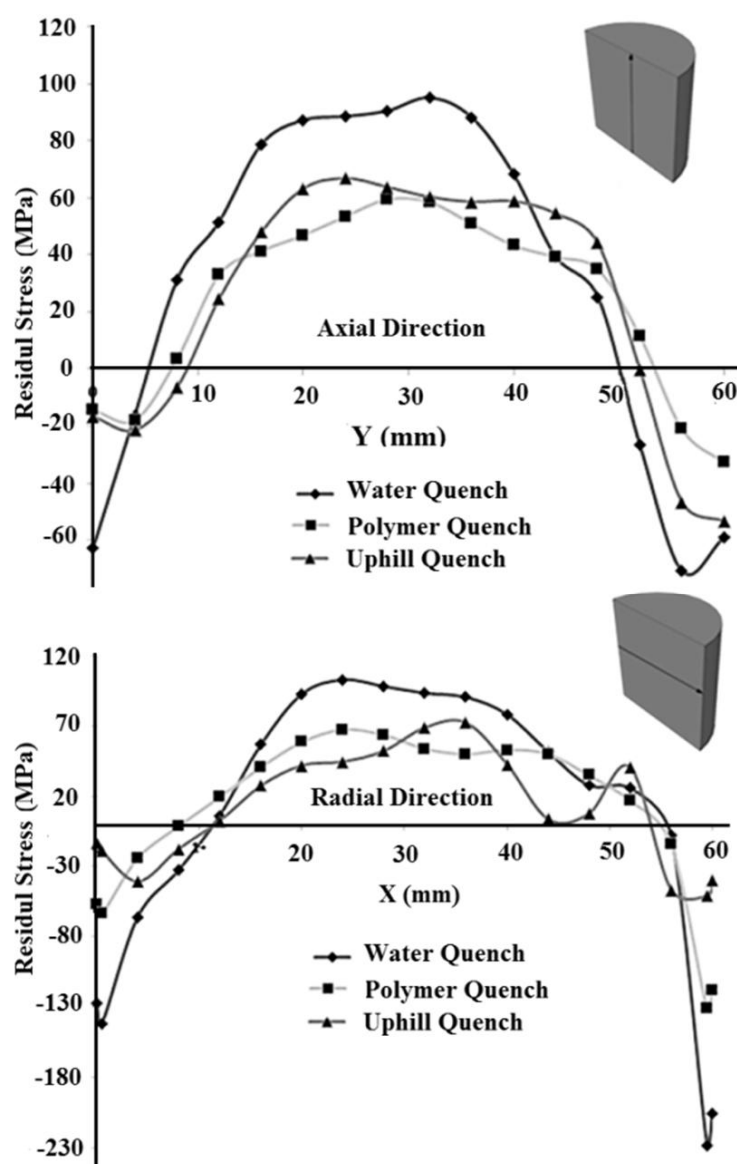 120
100
80
60
40
20
0
-20
-40
-60
Residul Stress (MPa)
Axial Direction
0
10
20
30
40
50
60
Y (mm)
Water Quench
Polymer Quench
Uphill Quench
120
70
20
-30
-80
-130
-180
-230
Residul Stress (MPa)
Radial Direction
20
30
40
50
60
X (mm)
Water Quench
Polymer Quench
Uphill Quench